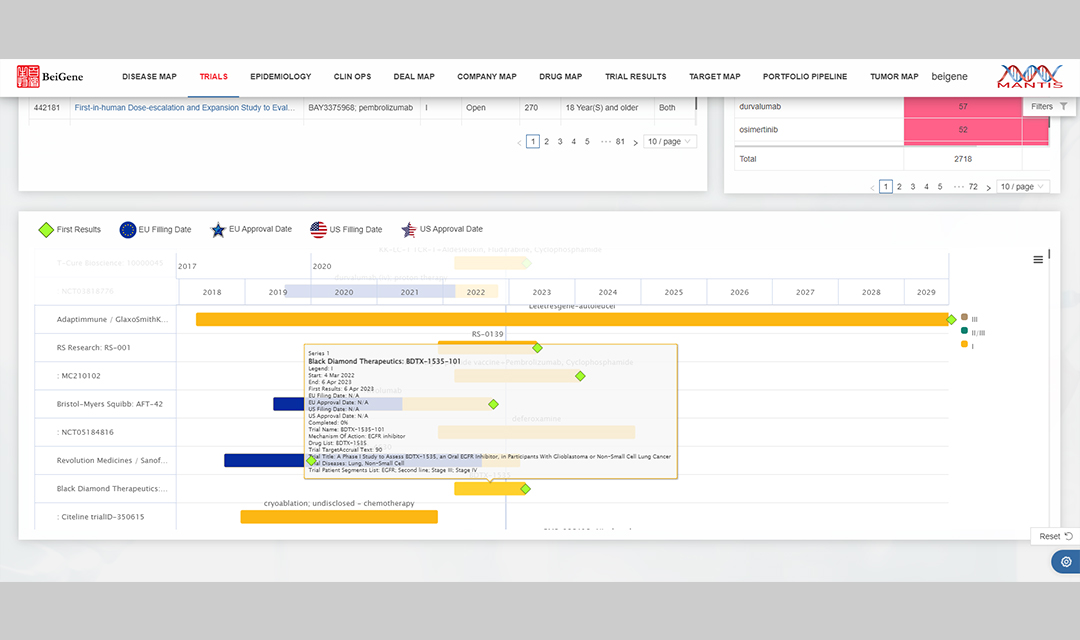 BeiGene
DISEASE MAP
TRIALS
EPIDEMIOLOGY
CLIN OPS
DEAL MAP
COMPANY MAP
DRUG MAP
TRIAL RESULTS
TARGET MAP
PORTFOLIO PIPELINE
TUMOR MAP
beigene
MANTIS
442181 First-in-human Dose-escalation and Expansion Study to Eval... BAY3375968; pembrolizumab I Open 270 18 Year(S) and older Both
1 2 3 4 5 ··· 81 10 / page
durvalumab 57
Filters
osimertinib 52
Total 2718
1 2 3 4 5 ··· 72 10 / page
First Results
EU Filling Date
EU Approval Date
US Filling Date
US Approval Date
T-Cure Bioscience: 10000045
2017 2020
: NCT03818776
2018 2019 2020 2021 2022 2023 2024 2025 2026 2027 2028 2029
Letetresgene-autoleucel
Adaptimmune / GlaxoSmithK...
III
II/III
I
RS-0139
RS Research: RS-001
: MC210102
de vaccine - Pembrolizumab, Cyclophosphamide
Bristol-Myers Squibb: AFT-42
deferoxamine
: NCT05184816
Revolution Medicines / Sanof...
Black Diamond Therapeutics:...
cryoablation; undisclosed - chemotherapy
: Citeline trialID-350615
Series 1
Black Diamond Therapeutics: BDTX-1535-101
Legend: I
Start: 4 Mar 2022
End: 6 Apr 2023
First Results: 6 Apr 2023
EU Filing Date: N/A
EU Approval Date: N/A
US Filing Date: N/A
US Approval Date: N/A
Completed: 0%
Trial Name: BDTX-1535-101
Mechanism Of Action: EGFR inhibitor
Drug List: BDTX-1535
Trial TargetAccrual Text: 90
Trial Title: A Phase I Study to Assess BDTX-1535, an Oral EGFR Inhibitor, in Participants With Glioblastoma or Non-Small Cell Lung Cancer
Trial Diseases: Lung, Non-Small Cell
Trial Patient Segments List: EGFR; Second line; Stage III; Stage IV
Reset